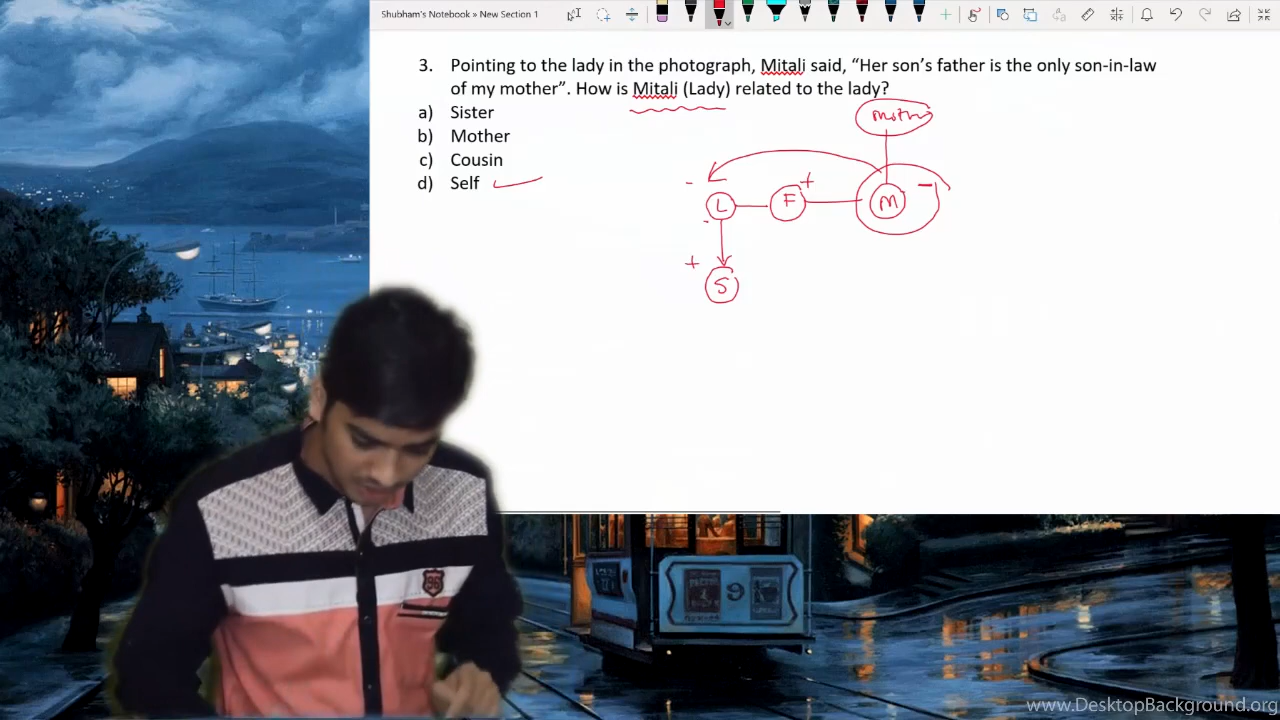 Shubham's Notebook » New Section 1
3. Pointing to the lady in the photograph, Mitali said, “Her son’s father is the only son-in-law
of my mother”. How is Mitali (Lady) related to the lady?
a) Sister
b) Mother
c) Cousin
d) Self
mother
- L F + M -
+ S
9
www.DesktopBackground.org